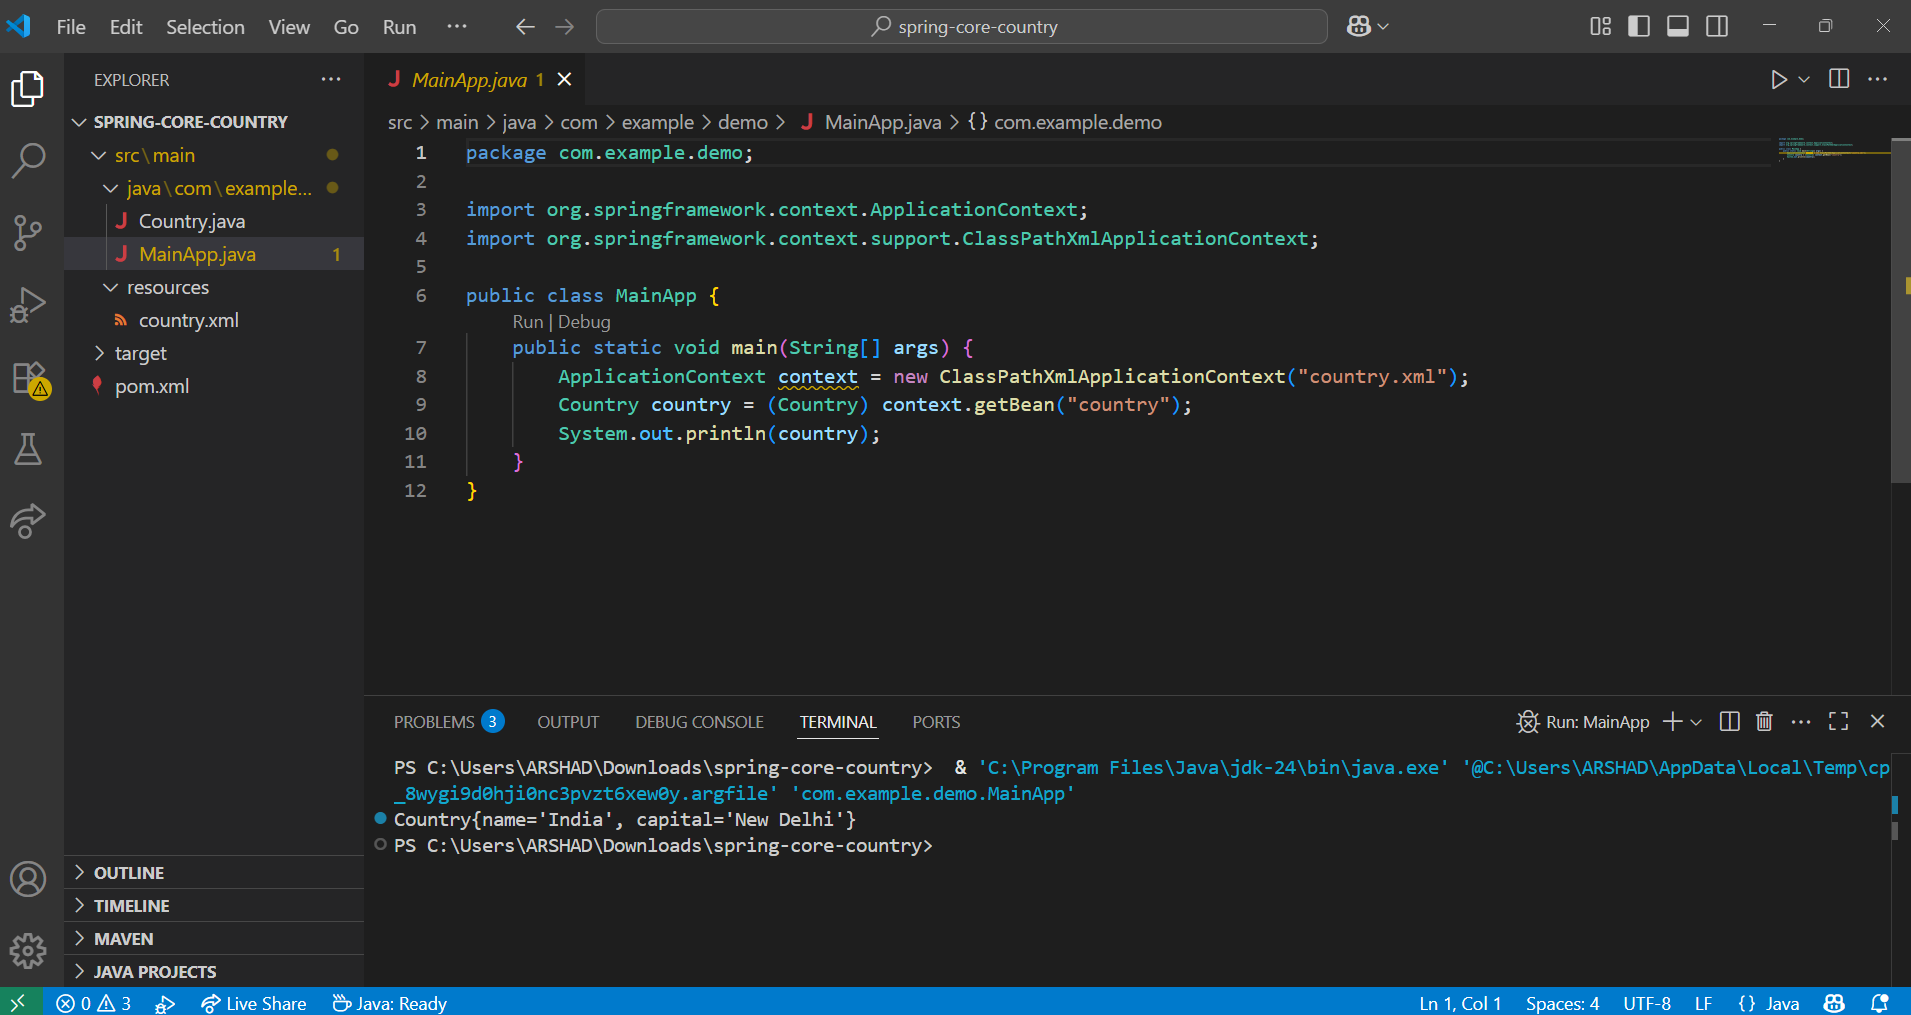 File Edit Selection View Go Run ··· spring-core-country
EXPLORER ···
SPRING-CORE-COUNTRY
src\main
java\com\example...
Country.java
MainApp.java 1
resources
country.xml
target
pom.xml
OUTLINE
TIMELINE
MAVEN
JAVA PROJECTS
MainApp.java 1
src > main > java > com > example > demo > MainApp.java > {} com.example.demo
1 package com.example.demo;
2
3 import org.springframework.context.ApplicationContext;
4 import org.springframework.context.support.ClassPathXmlApplicationContext;
5
6 public class MainApp {
Run | Debug
7 public static void main(String[] args) {
8 ApplicationContext context = new ClassPathXmlApplicationContext("country.xml");
9 Country country = (Country) context.getBean("country");
10 System.out.println(country);
11 }
12 }
PROBLEMS 3 OUTPUT DEBUG CONSOLE TERMINAL PORTS Run: MainApp
PS C:\Users\ARSHAD\Downloads\spring-core-country>  & 'C:\Program Files\Java\jdk-24\bin\java.exe' '@C:\Users\ARSHAD\AppData\Local\Temp\cp
_8wygi9d0hji0nc3pvzt6xew0y.argfile' 'com.example.demo.MainApp'
Country{name='India', capital='New Delhi'}
PS C:\Users\ARSHAD\Downloads\spring-core-country>
0 3 Live Share Java: Ready Ln 1, Col 1 Spaces: 4 UTF-8 LF {} Java